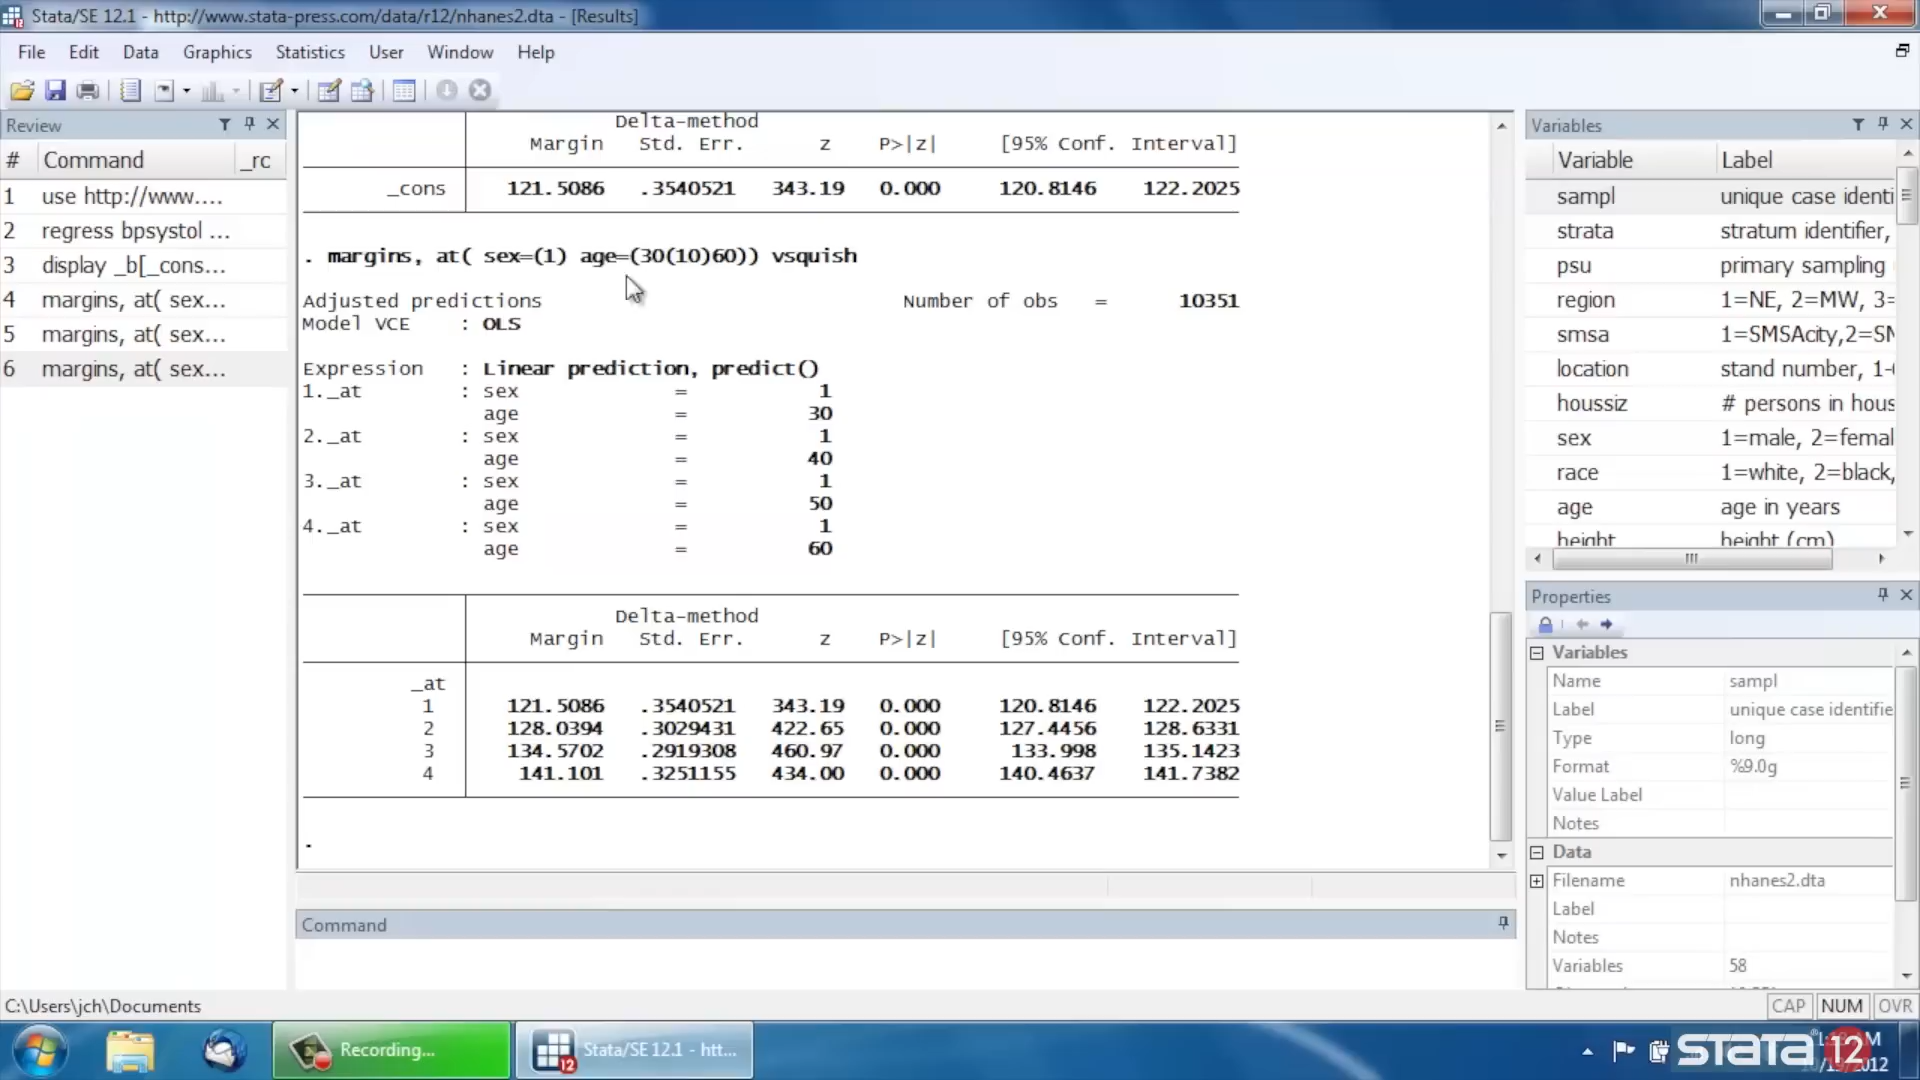 Stata/SE 12.1 - http://www.stata-press.com/data/r12/nhanes2.dta - [Results]
File Edit Data Graphics Statistics User Window Help
Review
# Command _rc
1 use http://www....
2 regress bpsystol ...
3 display _b[_cons...
4 margins, at( sex...
5 margins, at( sex...
6 margins, at( sex...
Delta-method
Margin Std. Err. z P>|z| [95% Conf. Interval]
_cons 121.5086 .3540521 343.19 0.000 120.8146 122.2025
. margins, at( sex=(1) age=(30(10)60)) vsquish
Adjusted predictions Number of obs = 10351
Model VCE : OLS
Expression : Linear prediction, predict()
1._at : sex = 1
age = 30
2._at : sex = 1
age = 40
3._at : sex = 1
age = 50
4._at : sex = 1
age = 60
Delta-method
Margin Std. Err. z P>|z| [95% Conf. Interval]
_at
1 121.5086 .3540521 343.19 0.000 120.8146 122.2025
2 128.0394 .3029431 422.65 0.000 127.4456 128.6331
3 134.5702 .2919308 460.97 0.000 133.998 135.1423
4 141.101 .3251155 434.00 0.000 140.4637 141.7382
.
Command
Variables
Variable Label
sampl unique case identi
strata stratum identifier,
psu primary sampling
region 1=NE, 2=MW, 3=
smsa 1=SMSAcity,2=SM
location stand number, 1-
houssiz # persons in hous
sex 1=male, 2=femal
race 1=white, 2=black,
age age in years
height height (cm)
Properties
Variables
Name sampl
Label unique case identifie
Type long
Format %9.0g
Value Label
Notes
Data
Filename nhanes2.dta
Label
Notes
Variables 58
C:\Users\jch\Documents
CAP NUM OVR
Recording...
Stata/SE 12.1 - htt...
stata 12